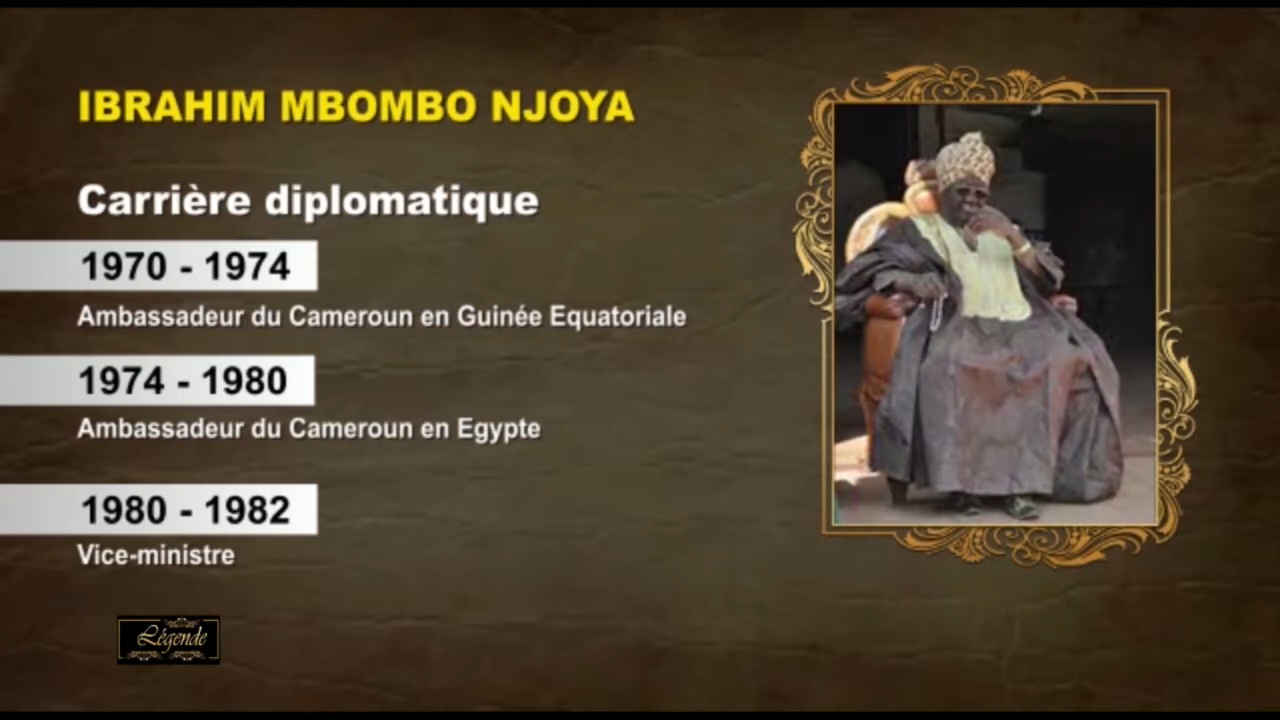 IBRAHIM MBOMBO NJOYA
Carrière diplomatique
1970 - 1974
Ambassadeur du Cameroun en Guinée Equatoriale
1974 - 1980
Ambassadeur du Cameroun en Egypte
1980 - 1982
Vice-ministre
Légende